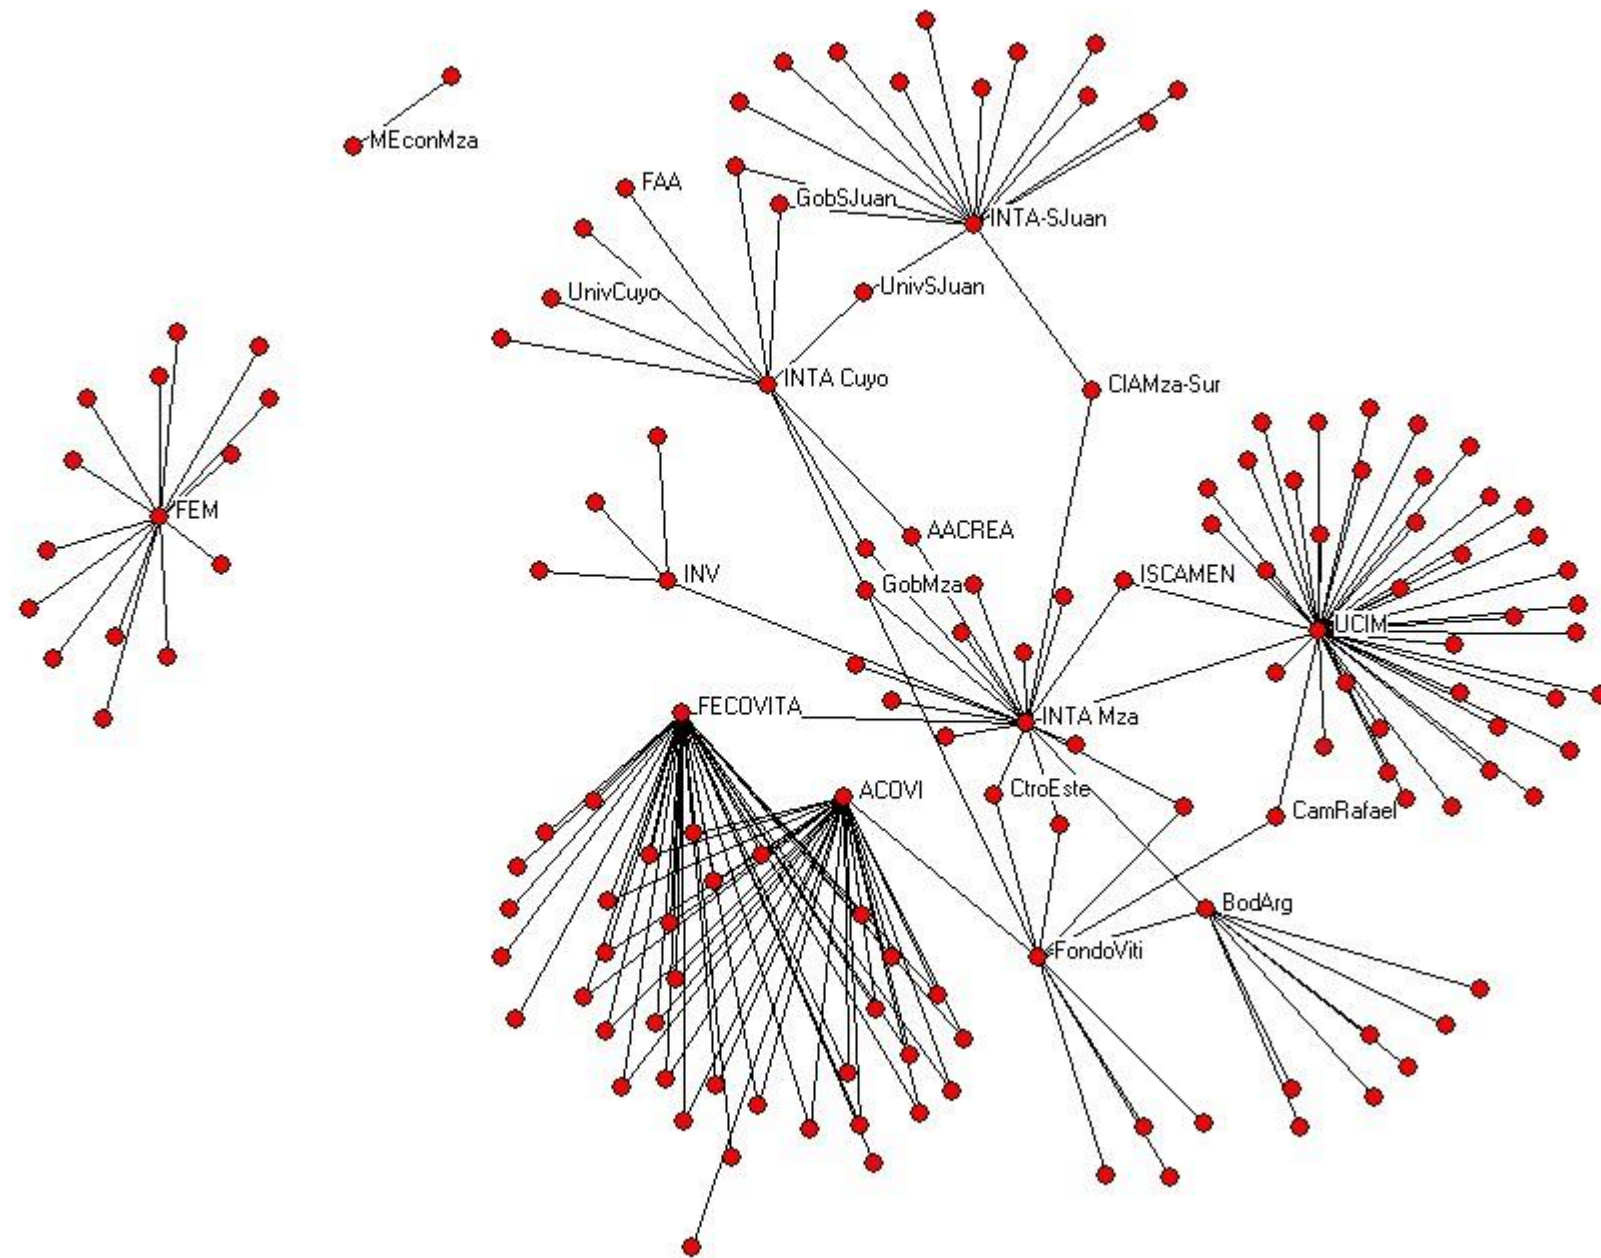 MEconMza
FAA
GobSJuan
INTA-SJuan
UnivCuyo
UnivSJuan
INTA Cuyo
CIAMza-Sur
FEM
AACREA
INV
GobMza
ISCAMEN
UCIM
FECOVITA
INTA Mza
ACOVI
CtroEste
CamRafael
BodArg
FondoViti